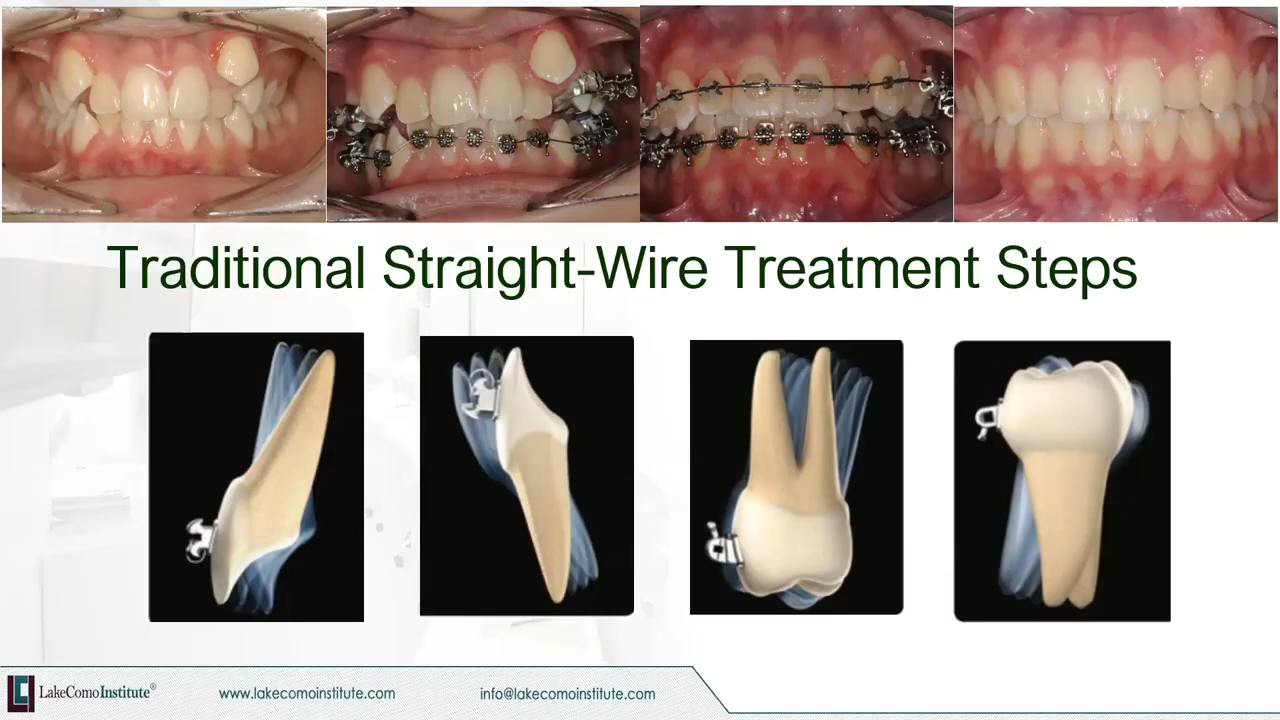 Traditional Straight-Wire Treatment Steps
LakeComoInstitute®
www.lakecomoinstitute.com
info@lakecomoinstitute.com